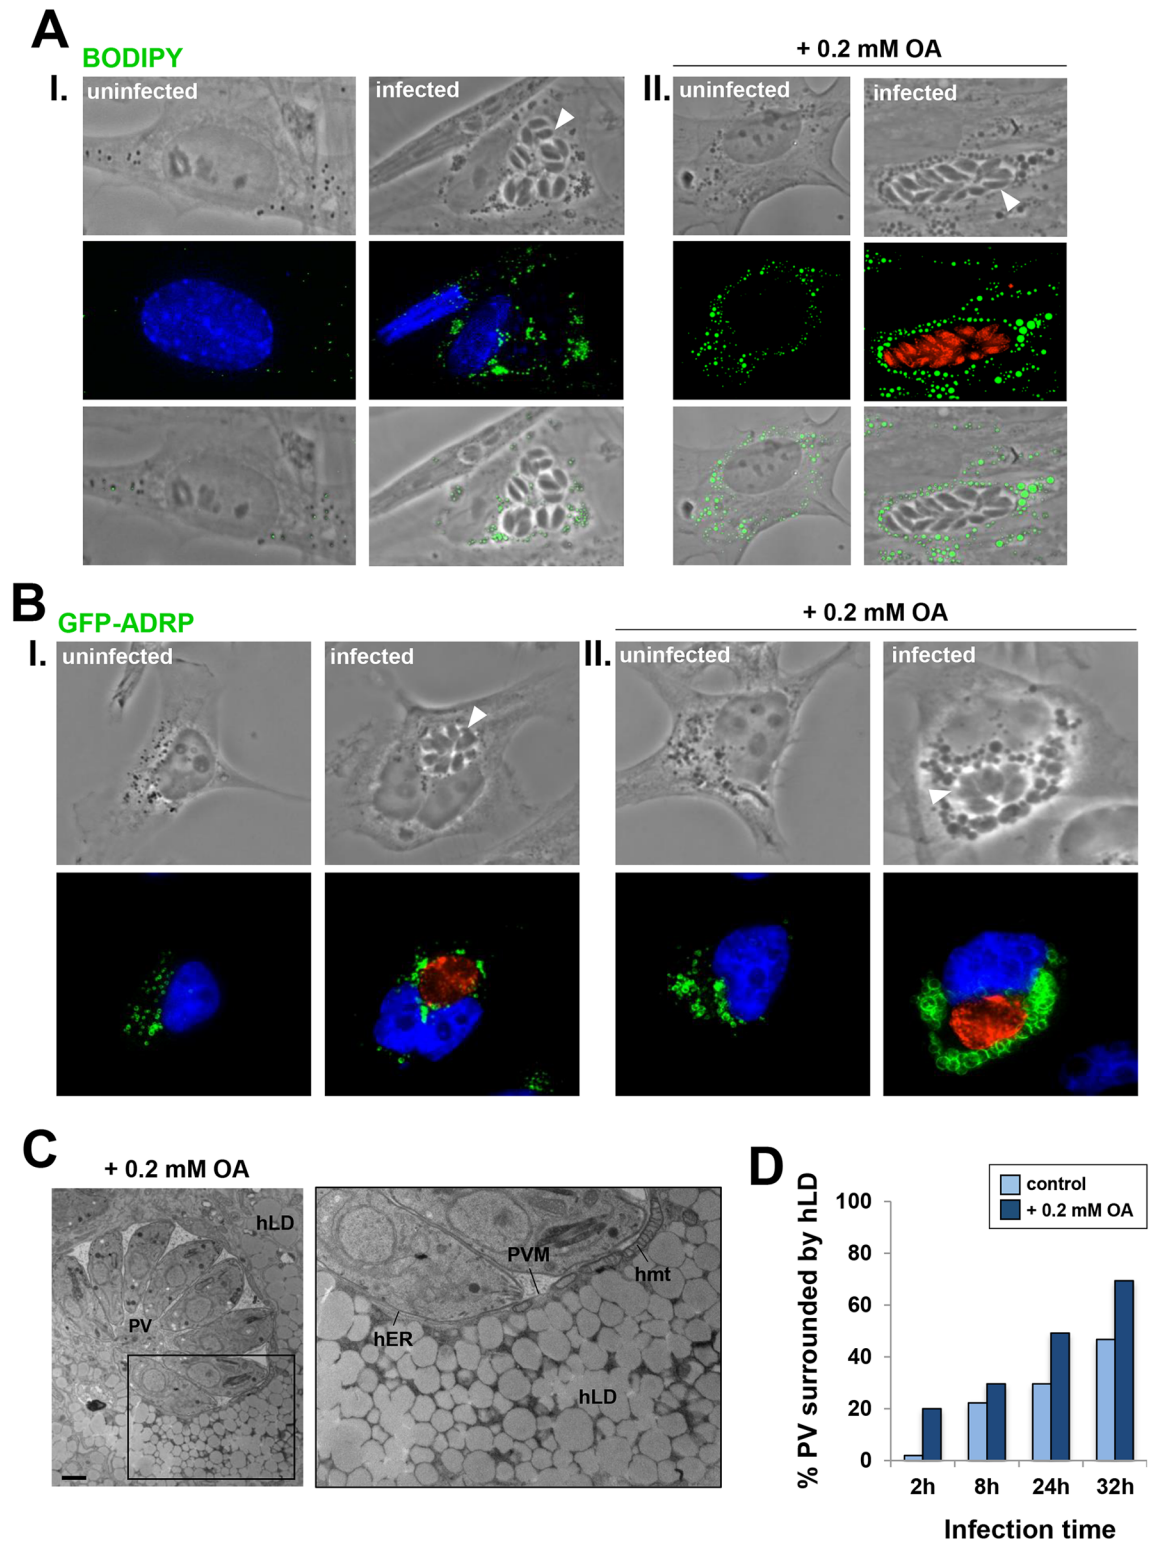 A
BODIPY
+ 0.2 mM OA
I.
uninfected
infected
II.
uninfected
infected
B
GFP-ADRP
+ 0.2 mM OA
I.
uninfected
infected
II.
uninfected
infected
C
+ 0.2 mM OA
hLD
PV
PVM
hmt
hER
hLD
D
control
+ 0.2 mM OA
% PV surrounded by hLD
100
80
60
40
20
0
2h 8h 24h 32h
Infection time